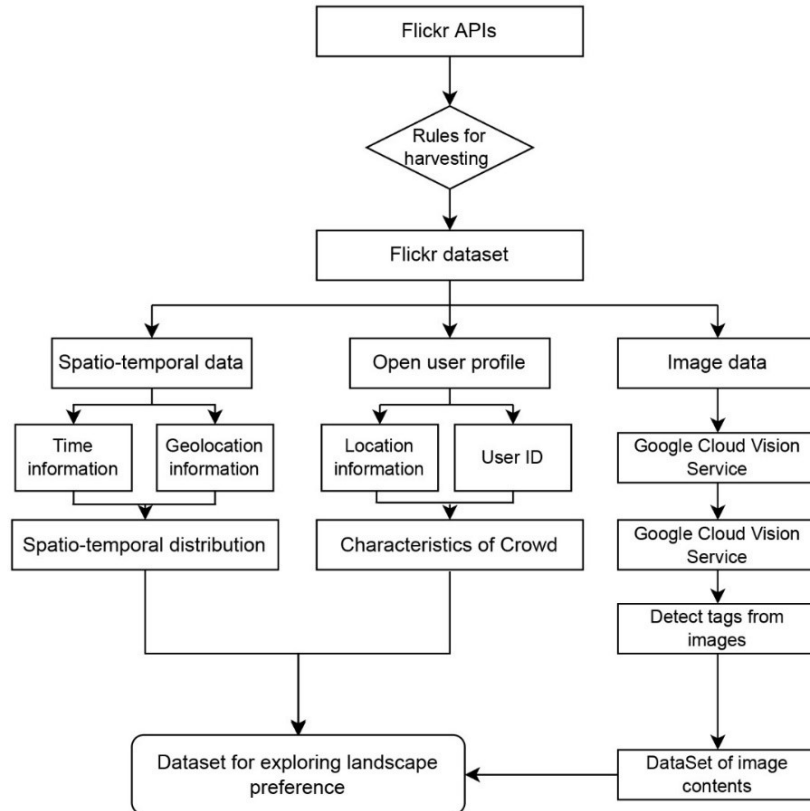 Flickr APIs
Rules for
harvesting
Flickr dataset
Spatio-temporal data
Open user profile
Image data
Time
information
Geolocation
information
Location
information
User ID
Google Cloud Vision
Service
Spatio-temporal distribution
Characteristics of Crowd
Google Cloud Vision
Service
Detect tags from
images
Dataset for exploring landscape
preference
DataSet of image
contents